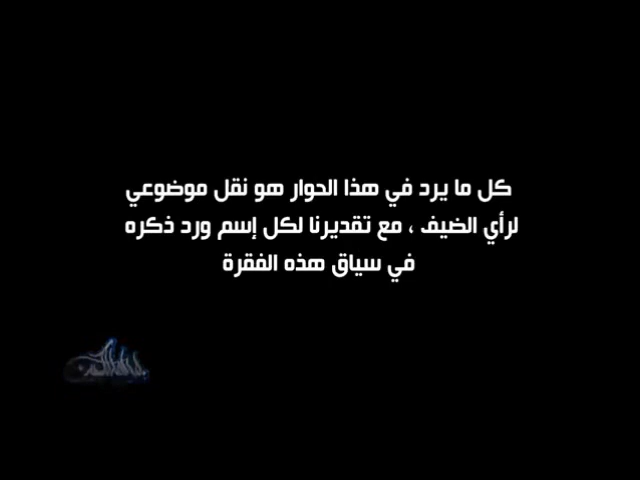 كل ما يرد في هذا الحوار هو نقل موضوعي
لرأي الضيف ، مع تقديرنا لكل إسم ورد ذكره
في سياق هذه الفقرة